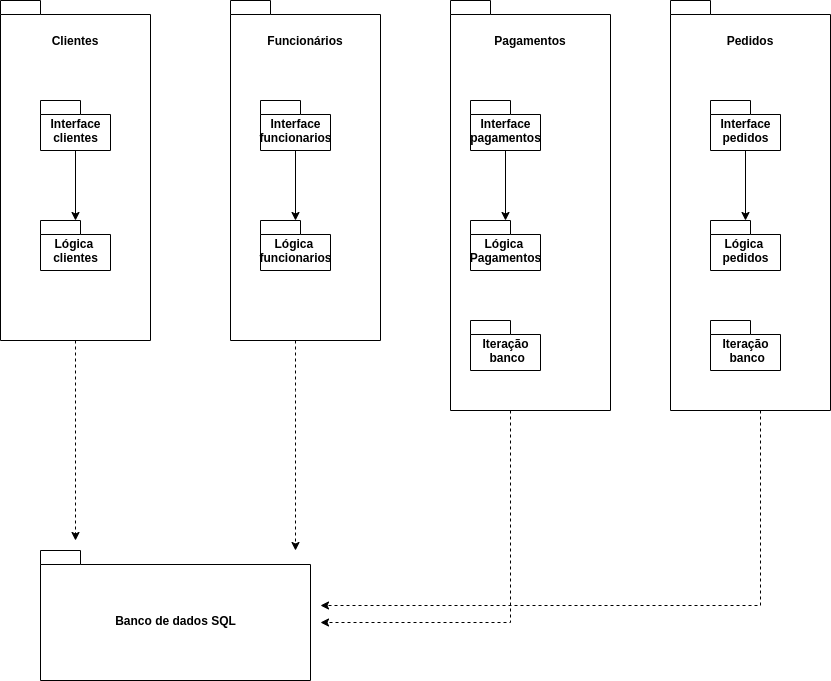 Clientes
Funcionários
Pagamentos
Pedidos
Interface
clientes
Interface
funcionarios
Interface
pagamentos
Interface
pedidos
Lógica
clientes
Lógica
funcionarios
Lógica
Pagamentos
Lógica
pedidos
Iteração
banco
Iteração
banco
Banco de dados SQL